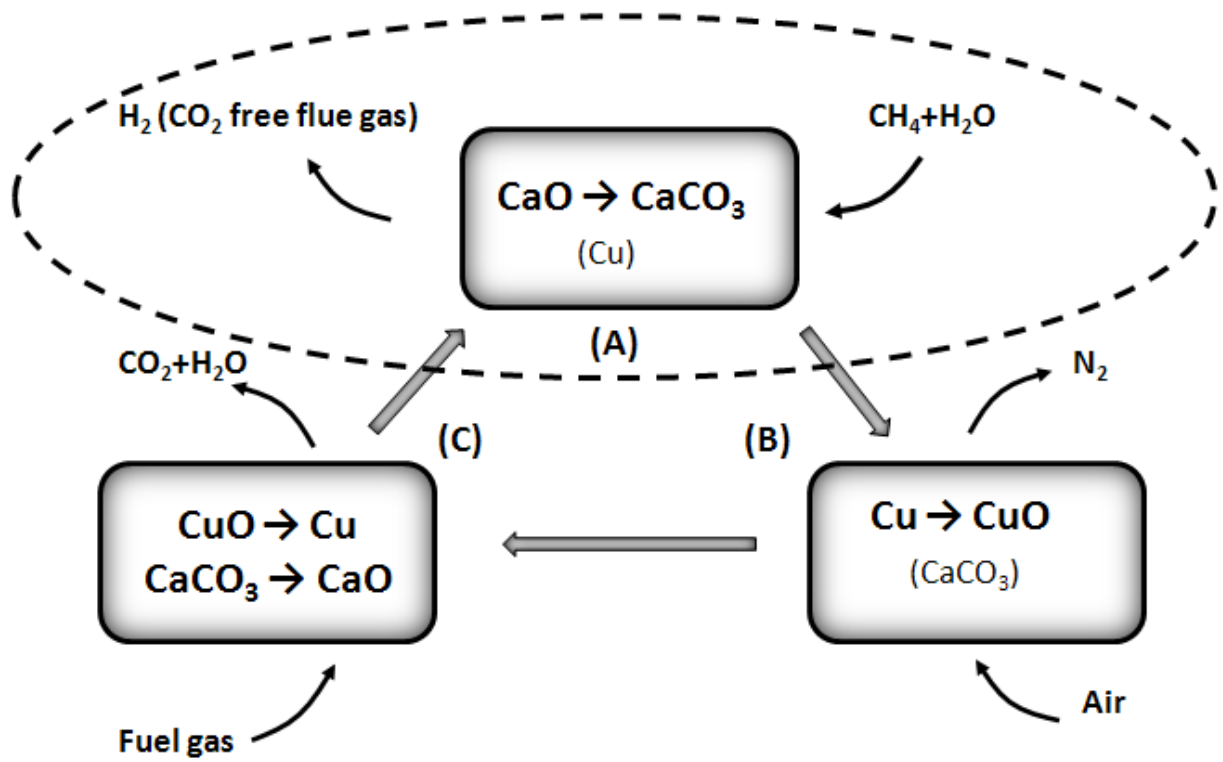 H₂ (CO₂ free flue gas)
CH₄+H₂O
CaO → CaCO₃
(Cu)
(A)
CO₂+H₂O
N₂
(C)
(B)
CuO → Cu
CaCO₃ → CaO
Cu → CuO
(CaCO₃)
Fuel gas
Air